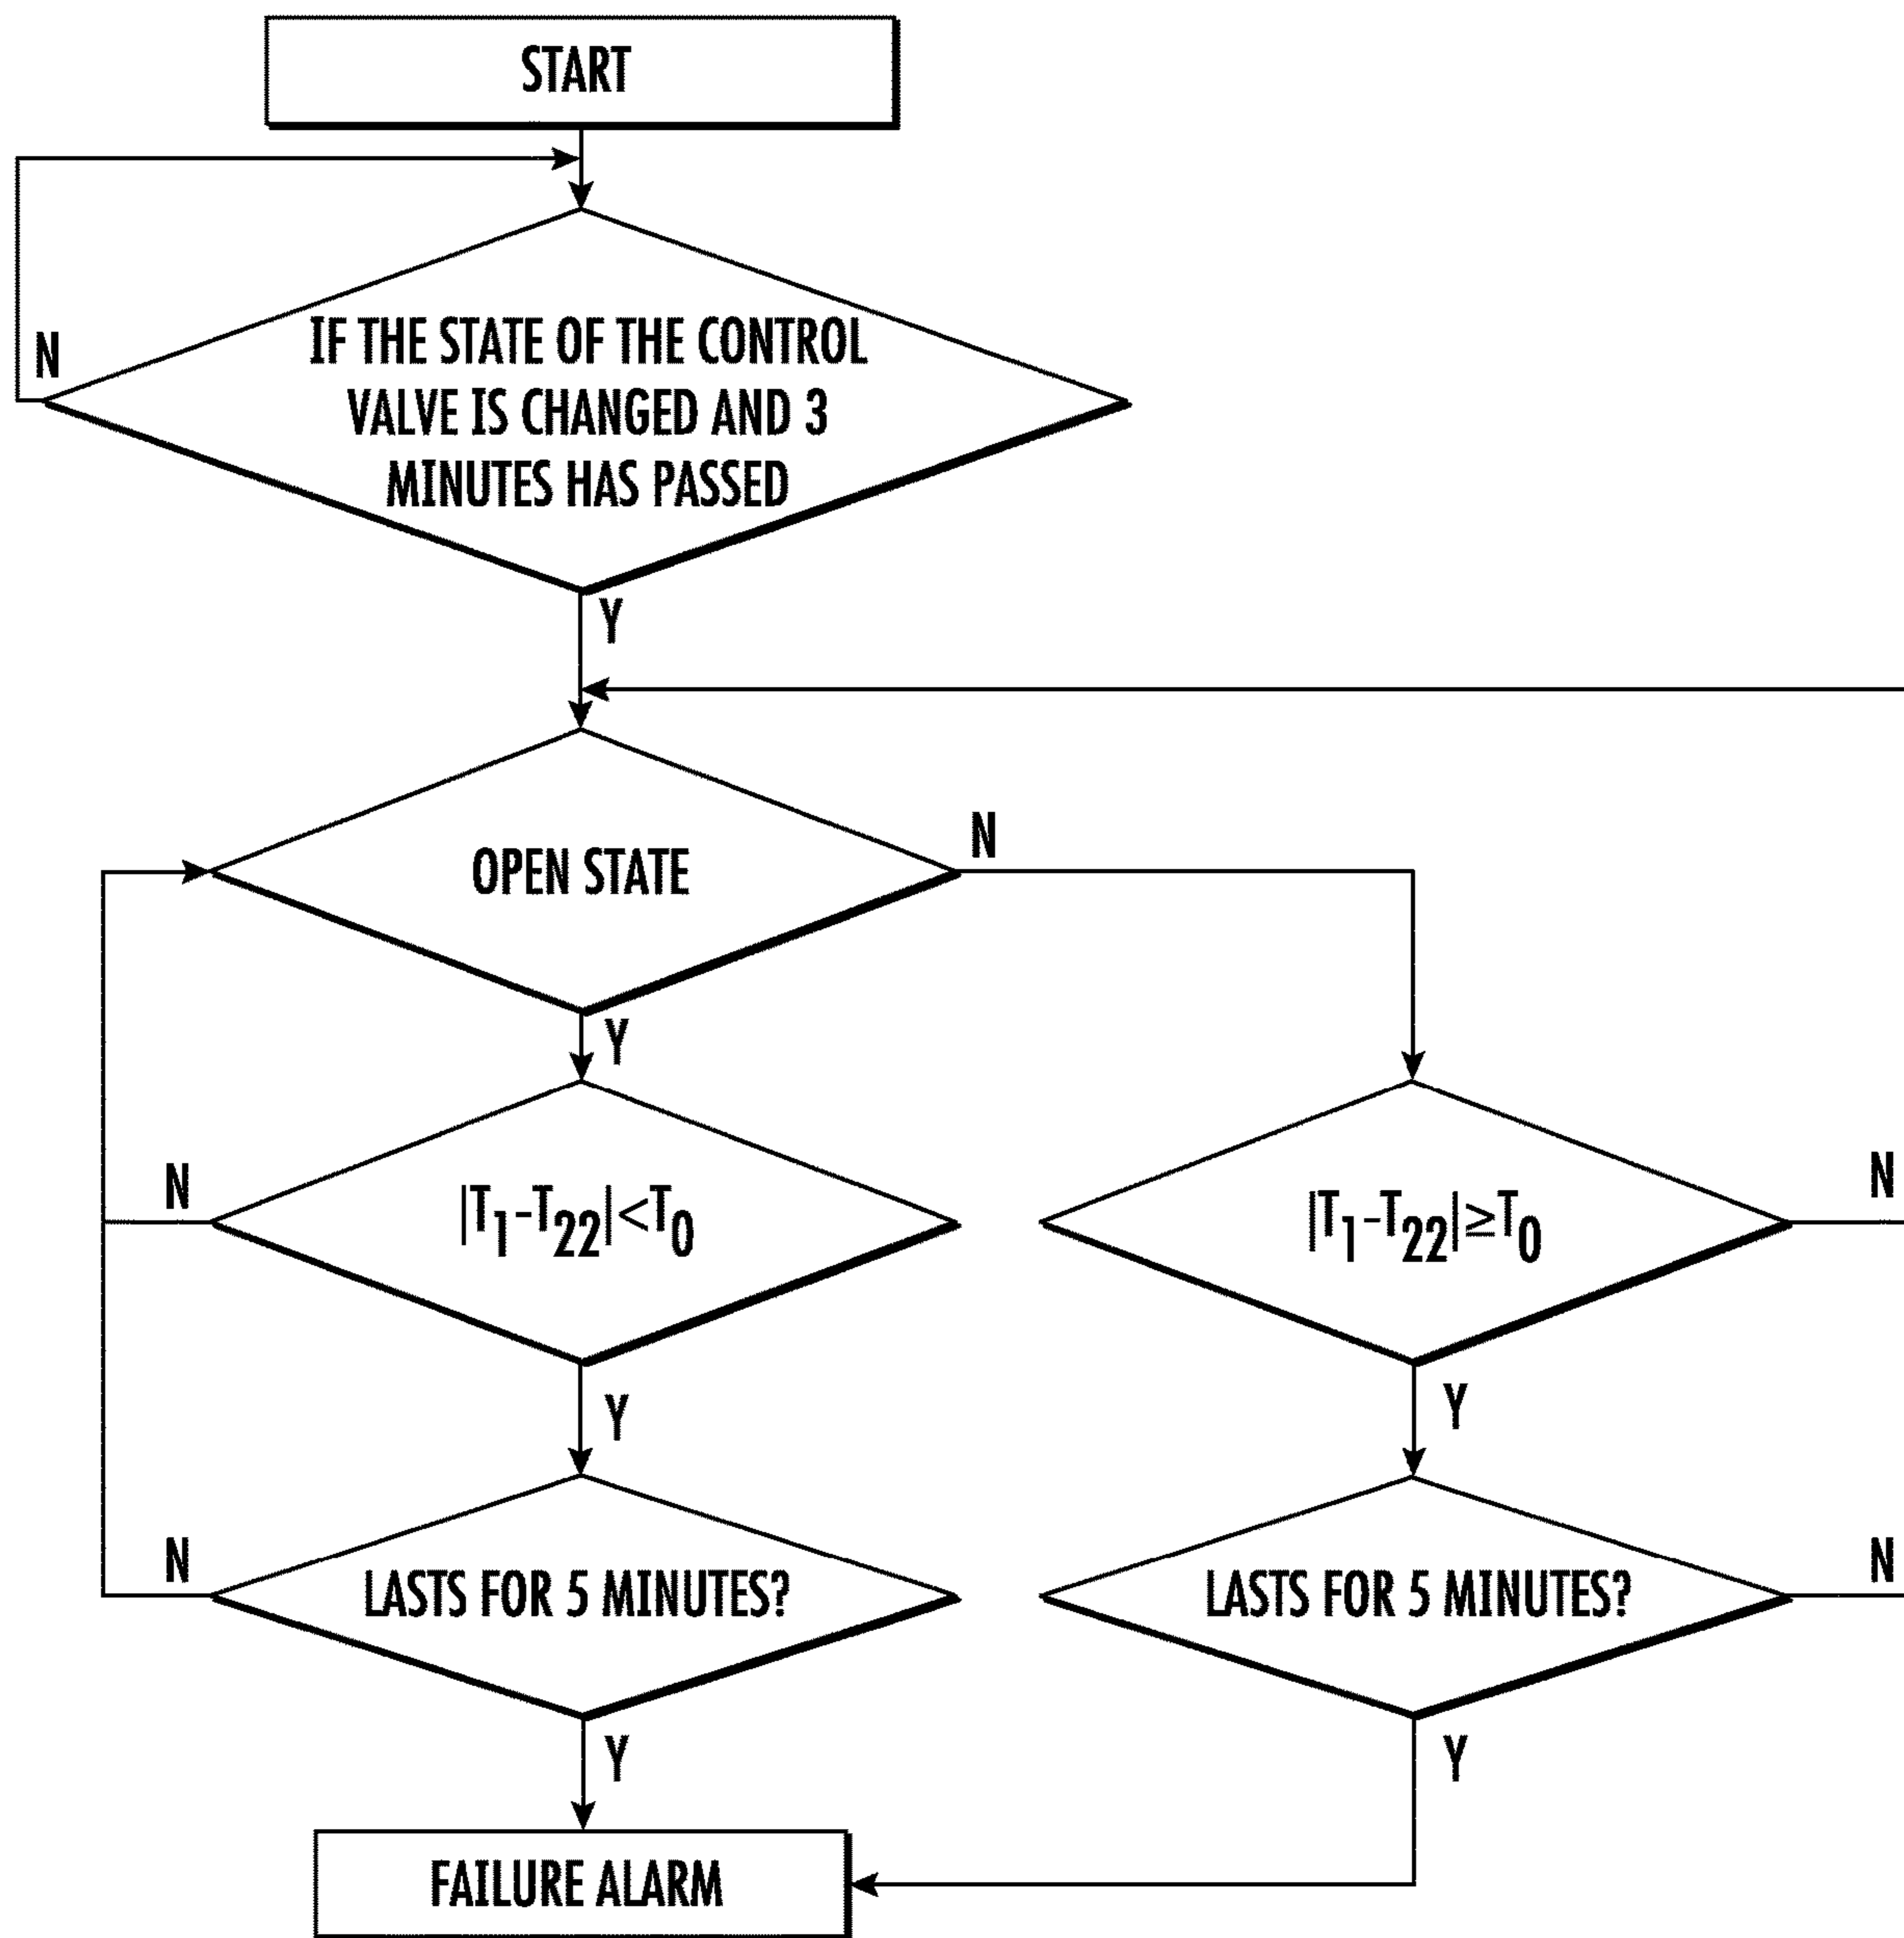 START
N
IF THE STATE OF THE CONTROL
VALVE IS CHANGED AND 3
MINUTES HAS PASSED
Y
N
OPEN STATE
Y
N
|T₁-T₂₂|<T₀
|T₁-T₂₂|≥T₀
N
Y
Y
N
LASTS FOR 5 MINUTES?
LASTS FOR 5 MINUTES?
N
Y
Y
FAILURE ALARM